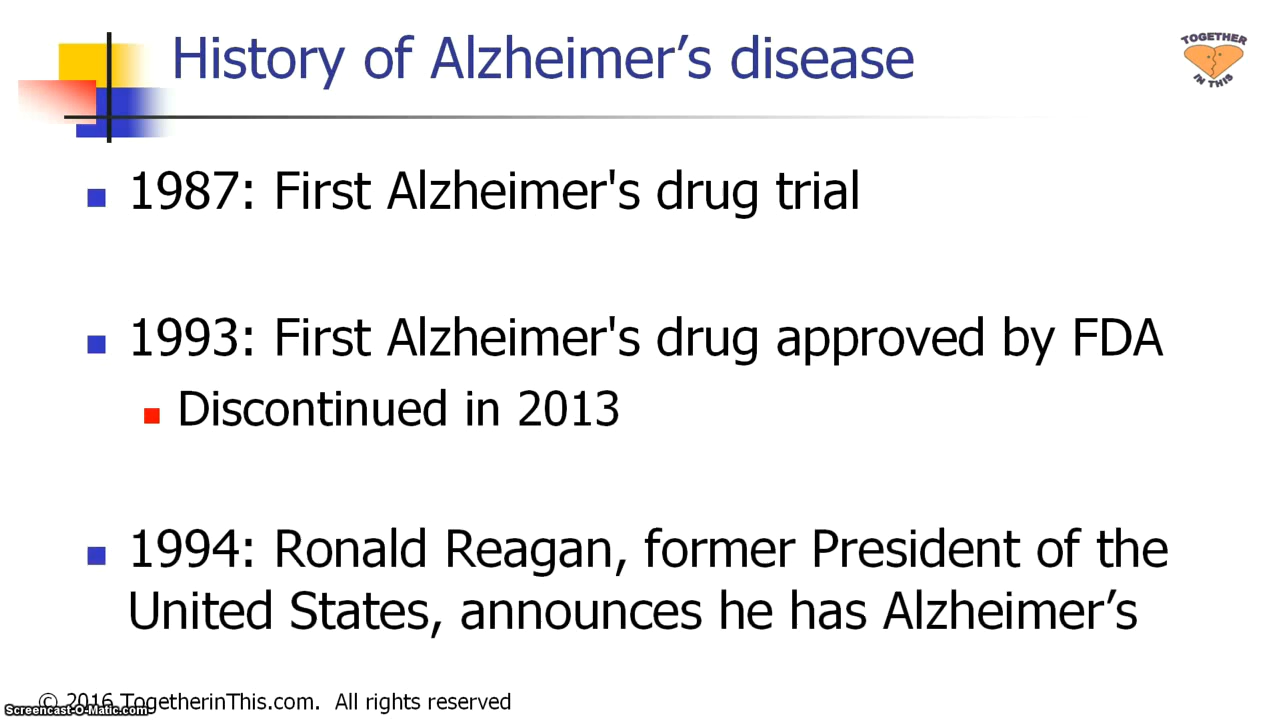 History of Alzheimer’s disease
TOGETHER
IN THIS
1987: First Alzheimer's drug trial
1993: First Alzheimer's drug approved by FDA
Discontinued in 2013
1994: Ronald Reagan, former President of the
United States, announces he has Alzheimer’s
© 2016 TogetherinThis.com. All rights reserved
Screencast-O-Matic.com